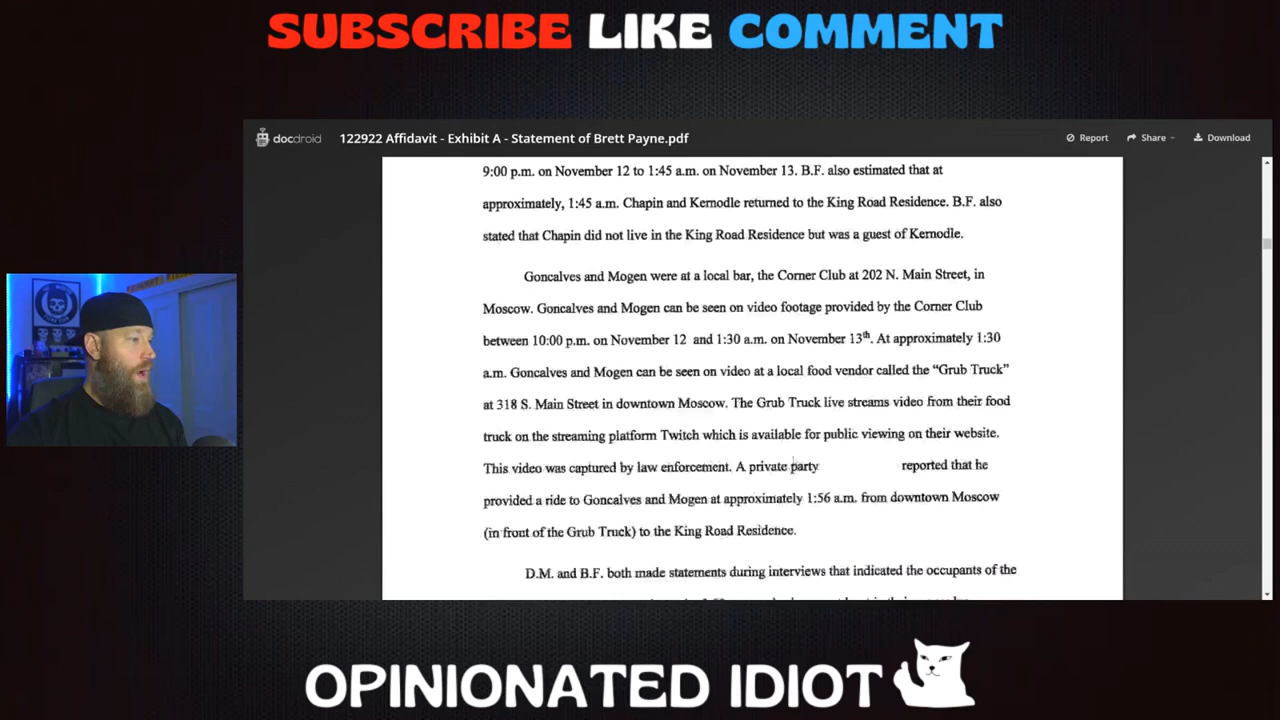 SUBSCRIBE LIKE COMMENT
docdroid
122922 Affidavit - Exhibit A - Statement of Brett Payne.pdf
Report
Share
Download
9:00 p.m. on November 12 to 1:45 a.m. on November 13. B.F. also estimated that at
approximately, 1:45 a.m. Chapin and Kernodle returned to the King Road Residence. B.F. also
stated that Chapin did not live in the King Road Residence but was a guest of Kernodle.
Goncalves and Mogen were at a local bar, the Corner Club at 202 N. Main Street, in
Moscow. Goncalves and Mogen can be seen on video footage provided by the Corner Club
between 10:00 p.m. on November 12 and 1:30 a.m. on November 13th. At approximately 1:30
a.m. Goncalves and Mogen can be seen on video at a local food vendor called the “Grub Truck”
at 318 S. Main Street in downtown Moscow. The Grub Truck live streams video from their food
truck on the streaming platform Twitch which is available for public viewing on their website.
This video was captured by law enforcement. A private party reported that he
provided a ride to Goncalves and Mogen at approximately 1:56 a.m. from downtown Moscow
(in front of the Grub Truck) to the King Road Residence.
D.M. and B.F. both made statements during interviews that indicated the occupants of the
OPINIONATED IDIOT